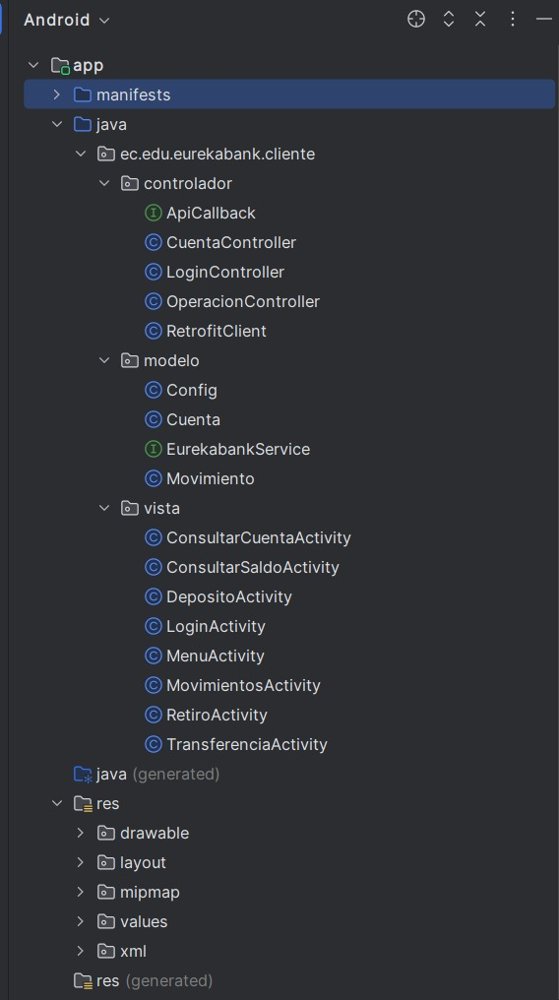 Android
app
manifests
java
ec.edu.eurekabank.cliente
controlador
I ApiCallback
C CuentaController
C LoginController
C OperacionController
C RetrofitClient
modelo
C Config
C Cuenta
I EurekabankService
C Movimiento
vista
C ConsultarCuentaActivity
C ConsultarSaldoActivity
C DepositoActivity
C LoginActivity
C MenuActivity
C MovimientosActivity
C RetiroActivity
C TransferenciaActivity
java (generated)
res
drawable
layout
mipmap
values
xml
res (generated)